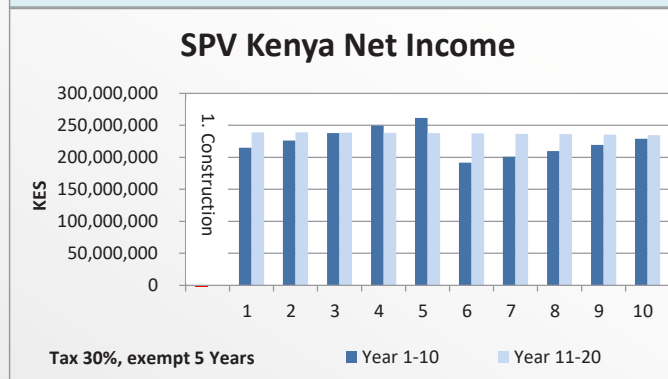 SPV Kenya Net Income
300,000,000
250,000,000
200,000,000
150,000,000
100,000,000
50,000,000
0
KES
1. Construction
1 2 3 4 5 6 7 8 9 10
Tax 30%, exempt 5 Years
Year 1-10 Year 11-20